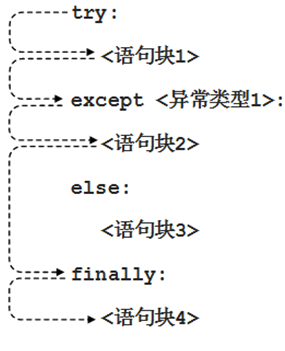 try:
<语句块1>
except <异常类型1>:
<语句块2>
else:
<语句块3>
finally:
<语句块4>